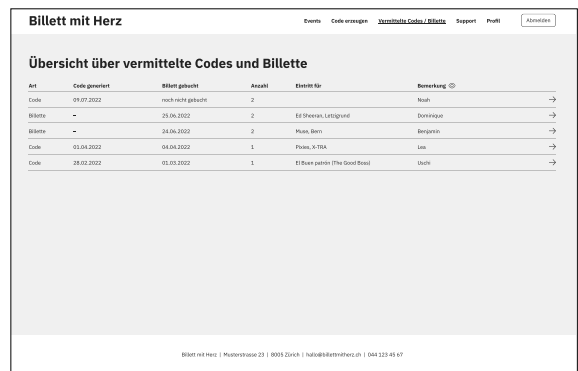 Billett mit Herz
Events Code erzeugen Vermittelte Codes / Billette Support Profil Abmelden
Übersicht über vermittelte Codes und Billette
Art Code generiert Billett gebucht Anzahl Eintritt für Bemerkung
Code 09.07.2022 noch nicht gebucht 2 Noah
Billette – 25.06.2022 2 Ed Sheeran, Letzigrund Dominique
Billette – 24.06.2022 2 Muse, Bern Benjamin
Code 01.04.2022 04.04.2022 1 Pixies, X-TRA Lea
Code 28.02.2022 01.03.2022 1 El Buen patrón (The Good Boss) Uschi
Billett mit Herz | Musterstrasse 23 | 8005 Zürich | hallo@billettmitherz.ch | 044 123 45 67